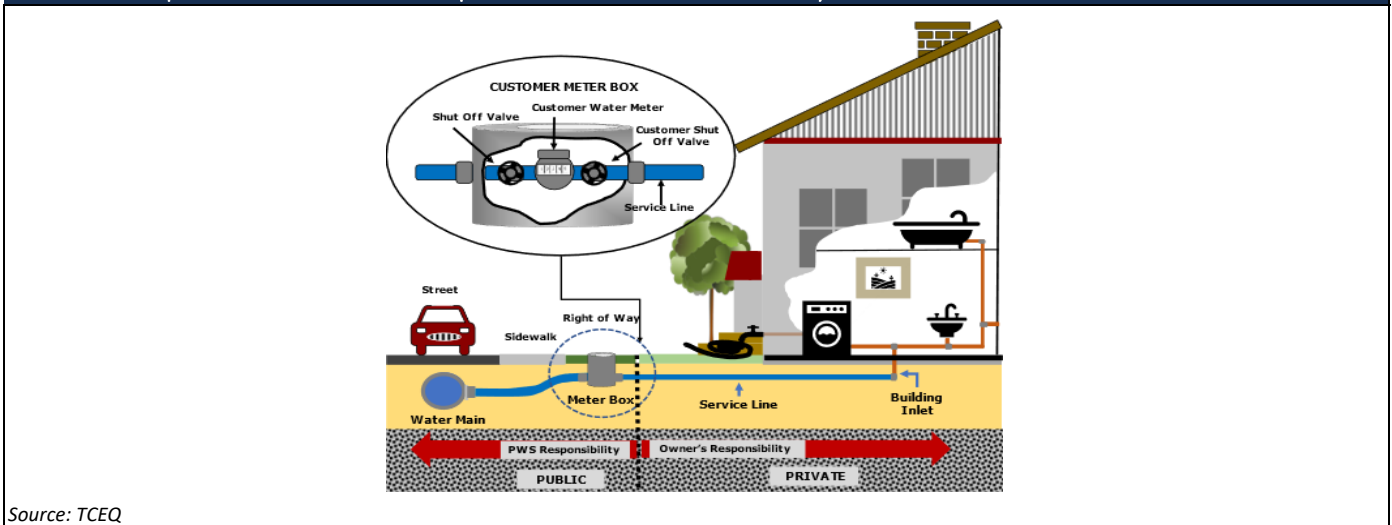 CUSTOMER METER BOX
Customer Water Meter
Shut Off Valve
Customer Shut
Off Valve
Service Line
Street
Right of Way
Sidewalk
Meter Box
Service Line
Building
Inlet
Water Main
PWS Responsibility
Owner's Responsibility
PUBLIC
PRIVATE
Source: TCEQ